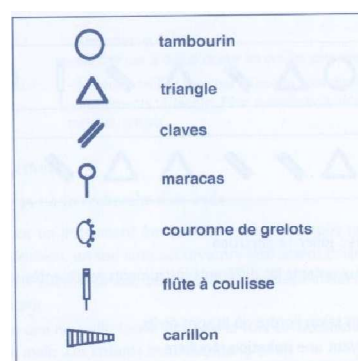 tambourin
triangle
claves
maracas
couronne de grelots
flûte à coulisse
carillon